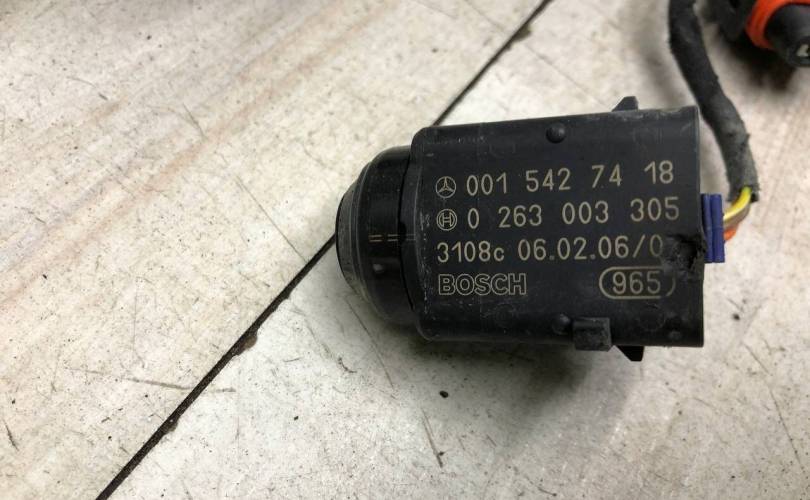 001 542 74 18
0 263 003 305
3108c 06.02.06/0
BOSCH 965